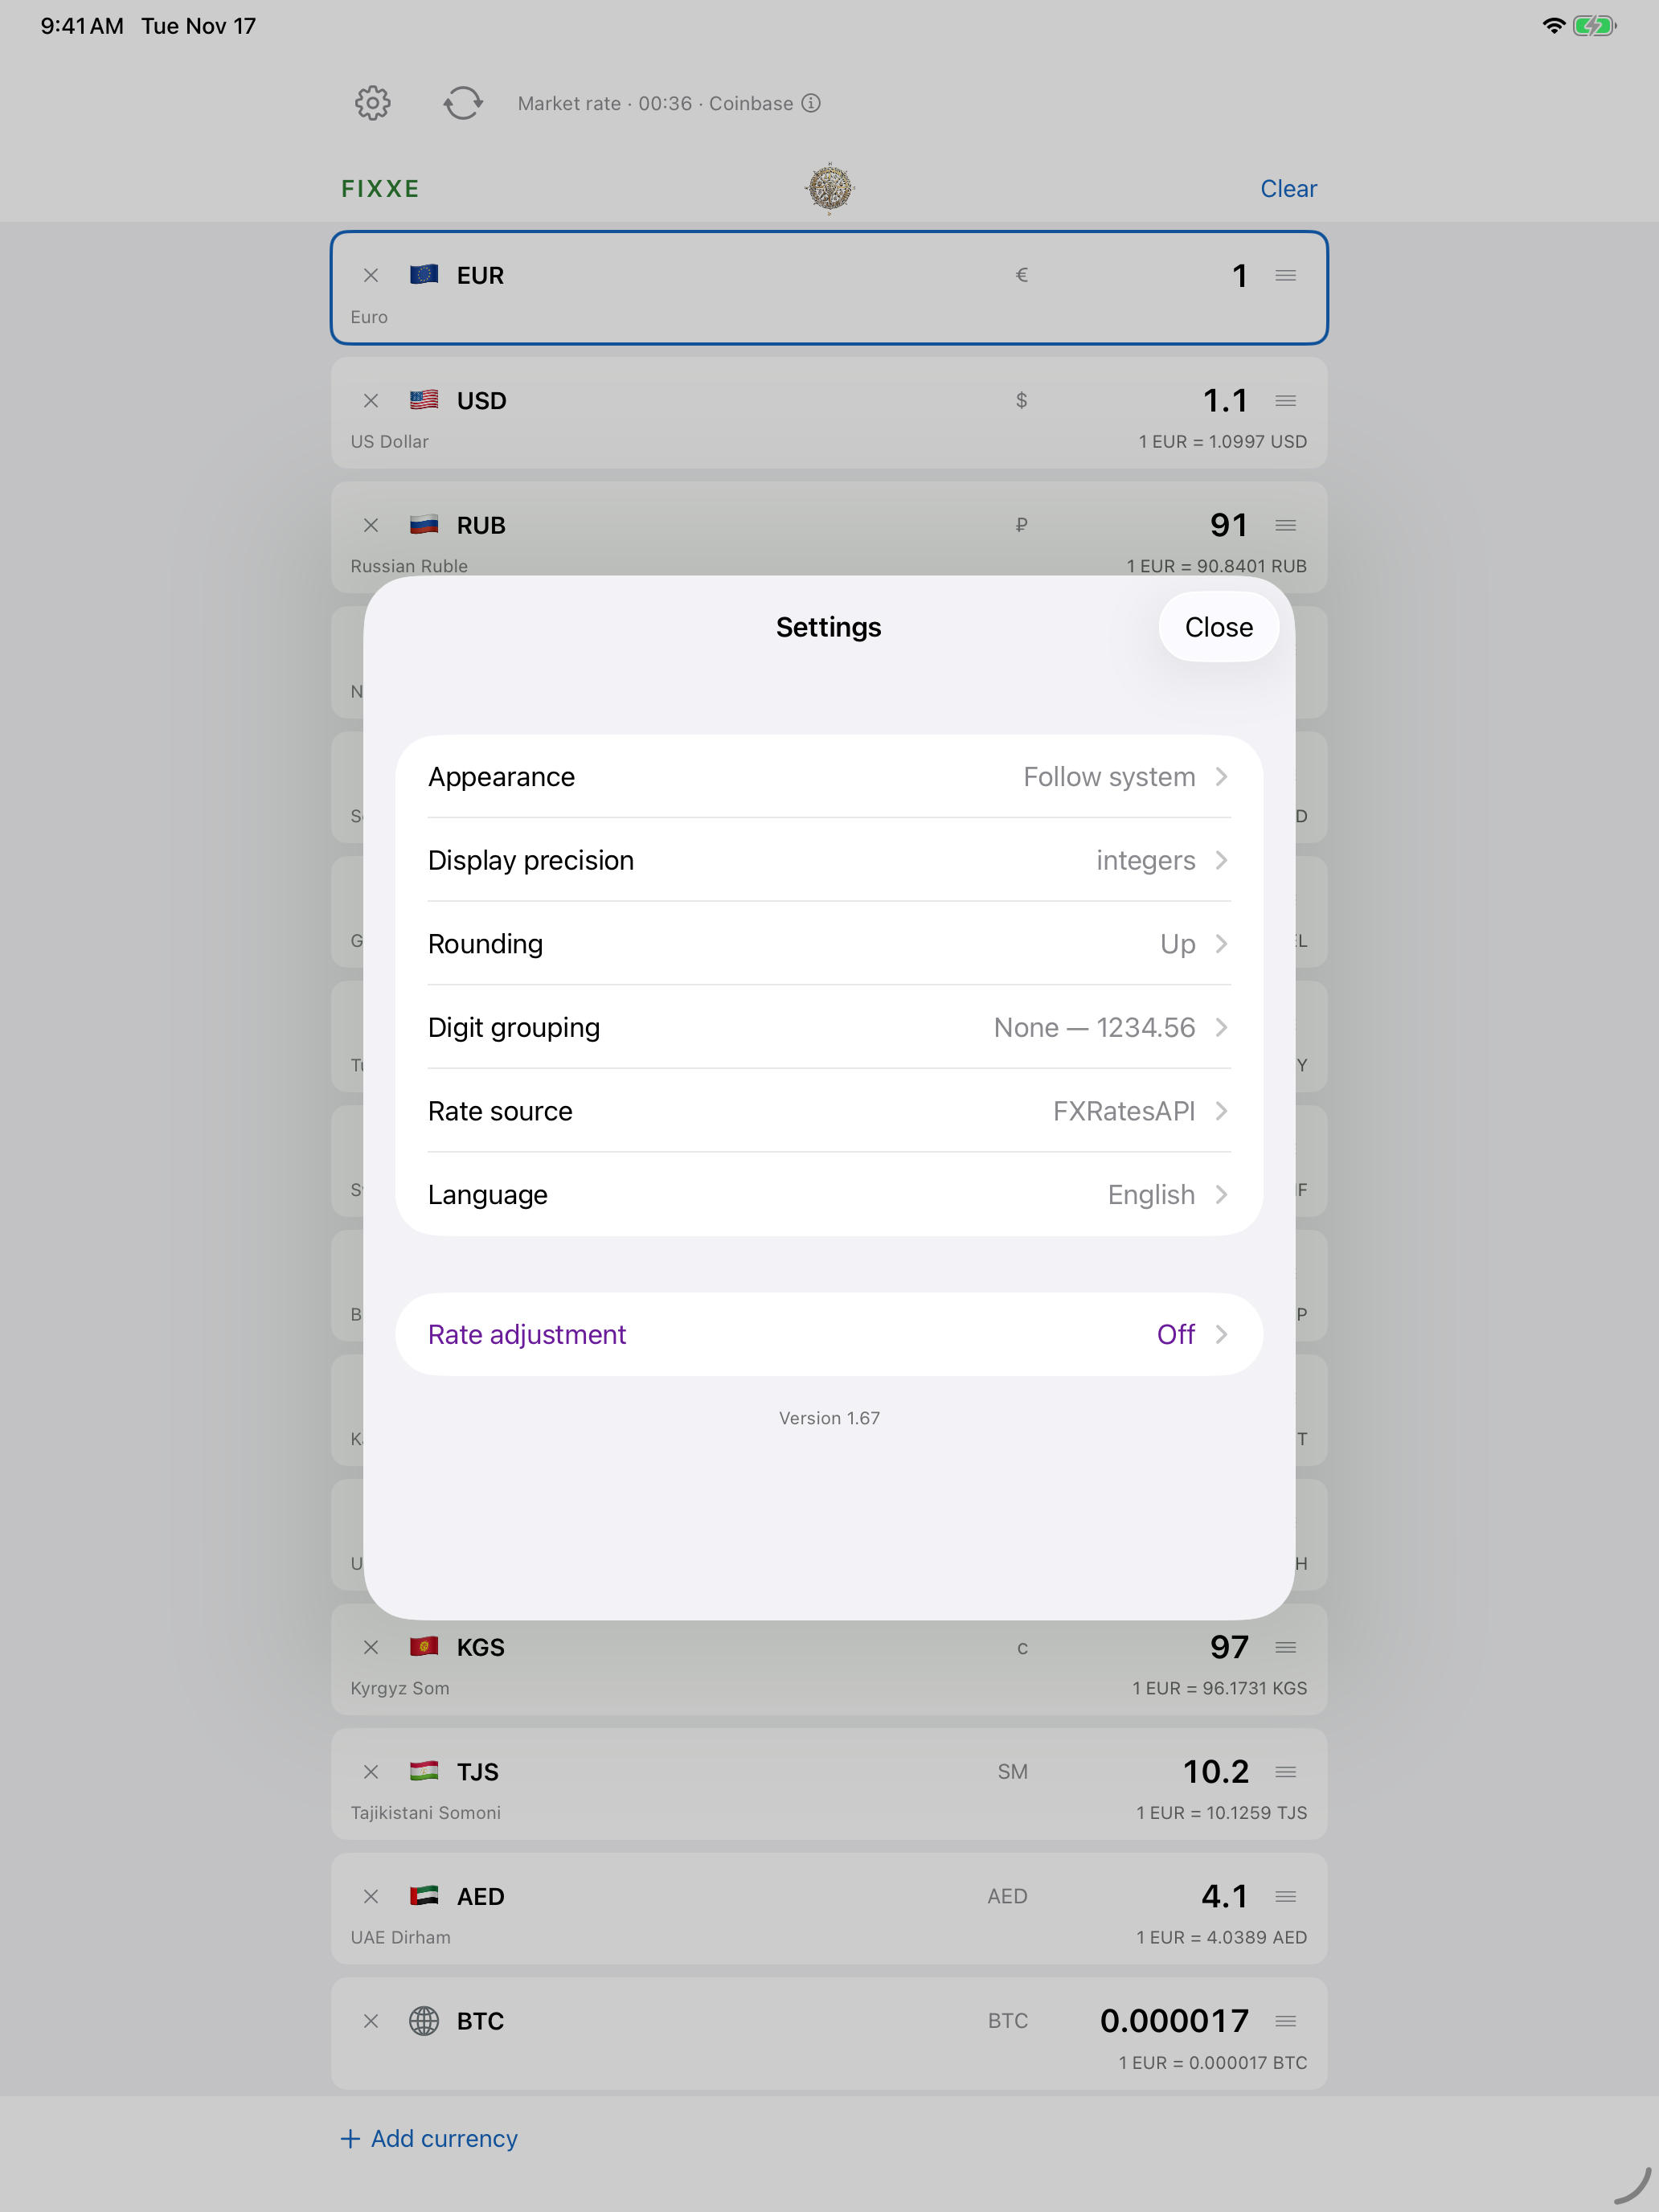 9:41 AM Tue Nov 17
Market rate · 00:36 · Coinbase
FIXXE
Clear
EUR € 1
Euro
USD $ 1.1
US Dollar 1 EUR = 1.0997 USD
RUB ₽ 91
Russian Ruble 1 EUR = 90.8401 RUB
Settings Close
Appearance Follow system
Display precision integers
Rounding Up
Digit grouping None — 1234.56
Rate source FXRatesAPI
Language English
Rate adjustment Off
Version 1.67
KGS с 97
Kyrgyz Som 1 EUR = 96.1731 KGS
TJS SM 10.2
Tajikistani Somoni 1 EUR = 10.1259 TJS
AED AED 4.1
UAE Dirham 1 EUR = 4.0389 AED
BTC BTC 0.000017
1 EUR = 0.000017 BTC
+ Add currency